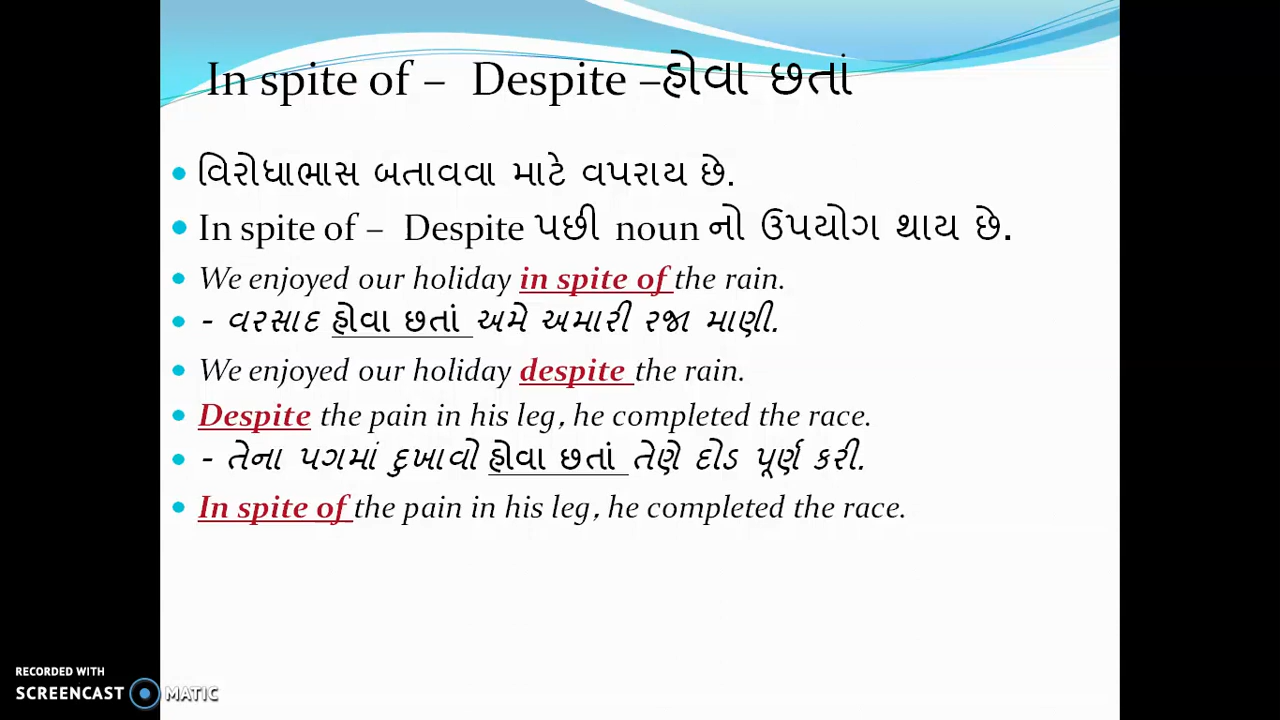 In spite of – Despite –હોવા છતાં
• વિરોધાભાસ બતાવવા માટે વપરાય છે.
• In spite of – Despite પછી noun નો ઉપયોગ થાય છે.
• We enjoyed our holiday in spite of the rain.
• - વરસાદ હોવા છતાં અમે અમારી રજા માણી.
• We enjoyed our holiday despite the rain.
• Despite the pain in his leg, he completed the race.
• - તેના પગમાં દુખાવો હોવા છતાં તેણે દોડ પૂર્ણ કરી.
• In spite of the pain in his leg, he completed the race.
RECORDED WITH
SCREENCAST MATIC